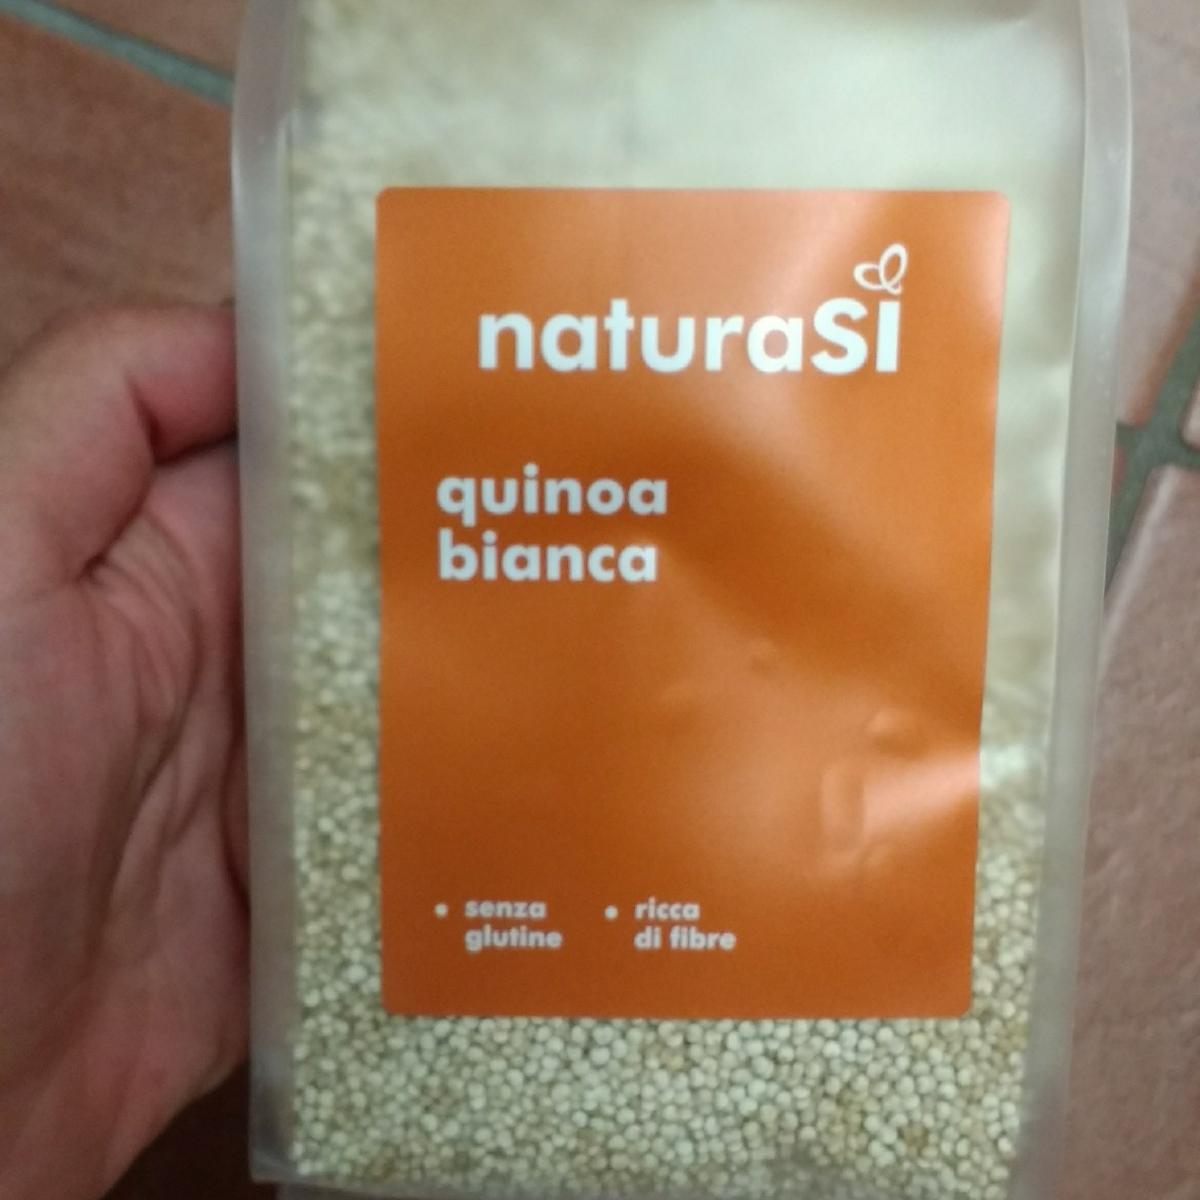 naturaSì
quinoa
bianca
• senza
glutine
• ricca
di fibre